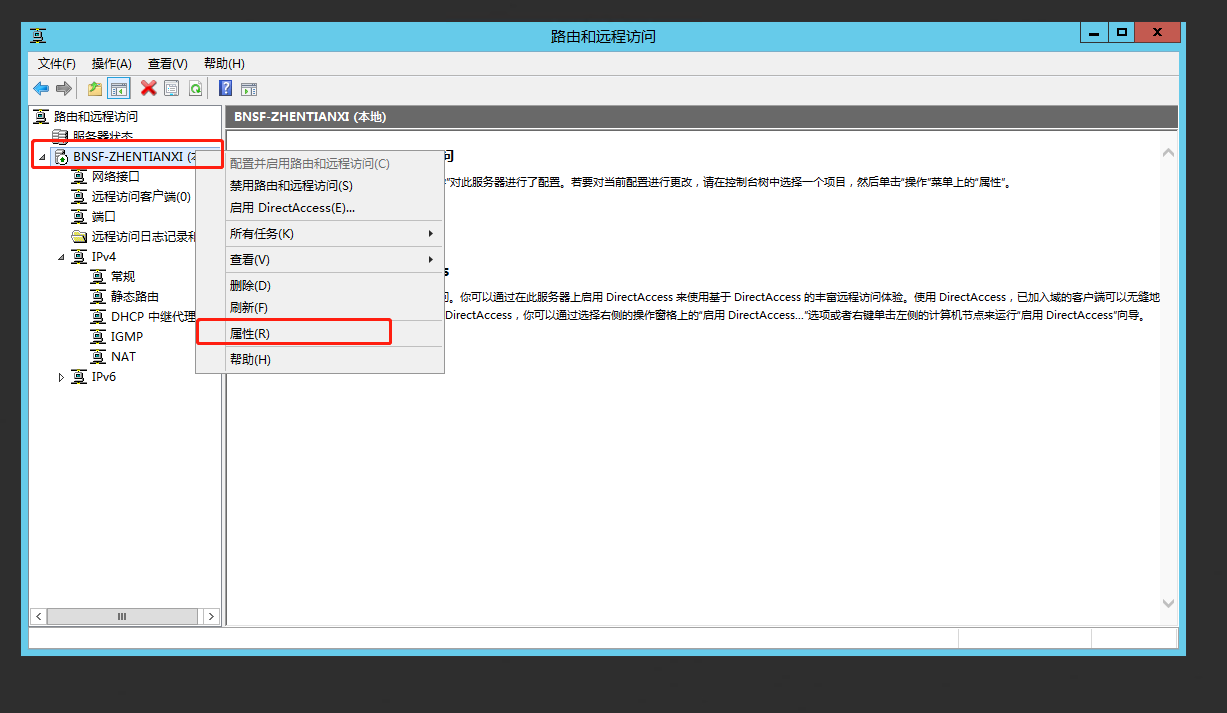 路由和远程访问
文件(F) 操作(A) 查看(V) 帮助(H)
路由和远程访问
服务器状态
BNSF-ZHENTIANXI
网络接口
远程访问客户端(0)
端口
远程访问日志记录
IPv4
常规
静态路由
DHCP 中继代理
IGMP
NAT
IPv6
BNSF-ZHENTIANXI (本地)
问
”对此服务器进行了配置。若要对当前配置进行更改，请在控制台树中选择一个项目，然后单击“操作”菜单上的“属性”。
s
。你可以通过在此服务器上启用 DirectAccess 来使用基于 DirectAccess 的丰富远程访问体验。使用 DirectAccess，已加入域的客户端可以无缝地
DirectAccess，你可以通过选择右侧的操作窗格上的“启用 DirectAccess...”选项或者右键单击左侧的计算机节点来运行“启用 DirectAccess”向导。
配置并启用路由和远程访问(C)
禁用路由和远程访问(S)
启用 DirectAccess(E)...
所有任务(K)
查看(V)
删除(D)
刷新(F)
属性(R)
帮助(H)